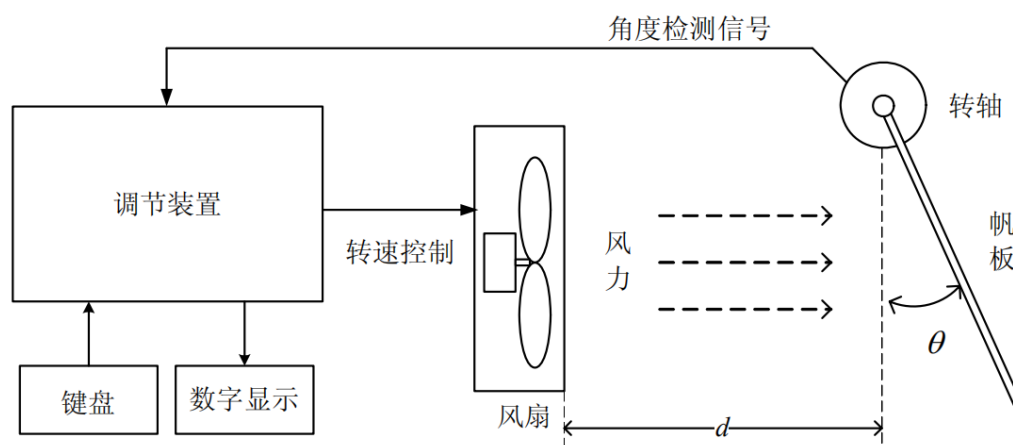 角度检测信号
转轴
调节装置
转速控制
风
力
帆
板
θ
键盘
数字显示
风扇
d